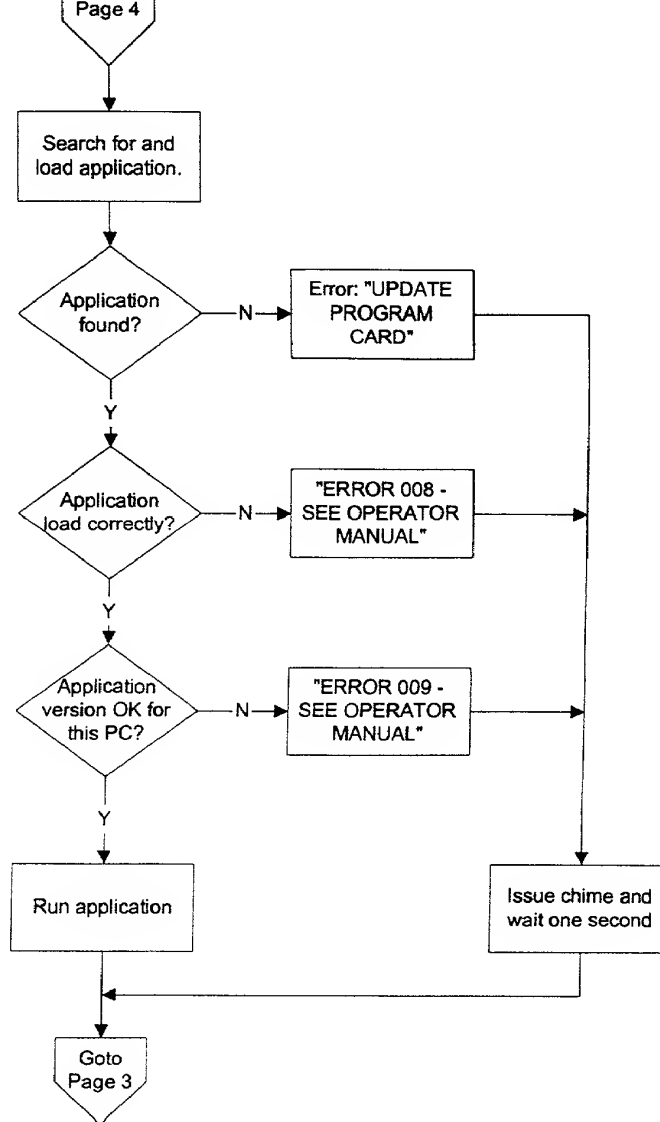 Page 4
Search for and
load application.
Application
found?
N
Error: "UPDATE
PROGRAM
CARD"
Y
Application
load correctly?
N
"ERROR 008 -
SEE OPERATOR
MANUAL"
Y
Application
version OK for
this PC?
N
"ERROR 009 -
SEE OPERATOR
MANUAL"
Y
Run application
Issue chime and
wait one second
Goto
Page 3